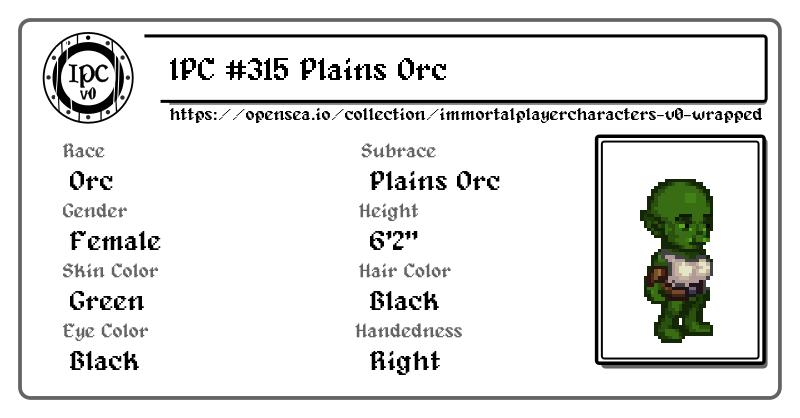 IPC
v0
IPC #315 Plains Orc
https://opensea.io/collection/immortalplayercharacters-v0-wrapped
Race
Subrace
Orc
Plains Orc
Gender
Height
Female
6'2"
Skin Color
Hair Color
Green
Black
Eye Color
Handedness
Black
Right